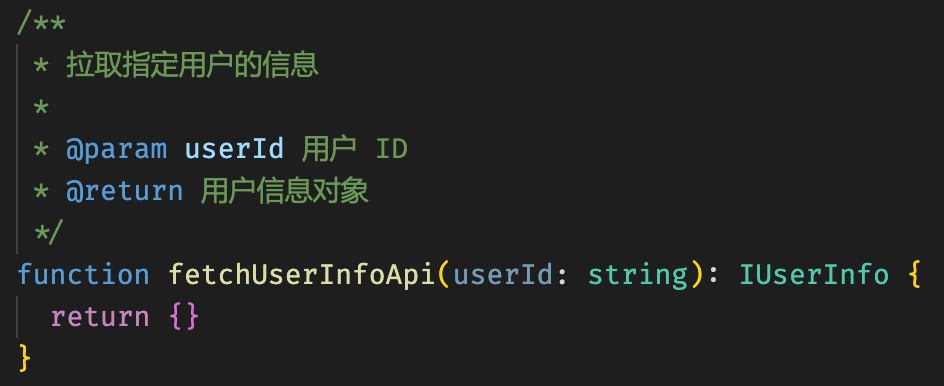 /**
 * 拉取指定用户的信息
 *
 * @param userId 用户 ID
 * @return 用户信息对象
 */
function fetchUserInfoApi(userId: string): IUserInfo {
  return {}
}